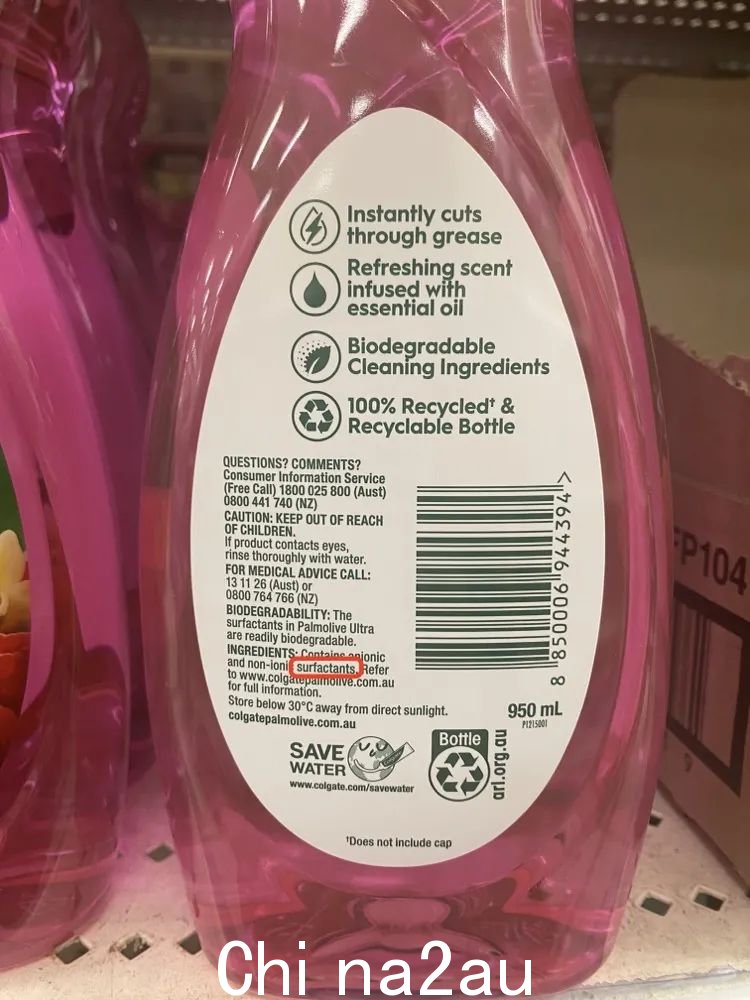 Instantly cuts
through grease
Refreshing scent
infused with
essential oil
Biodegradable
Cleaning Ingredients
100% Recycled† &
Recyclable Bottle
QUESTIONS? COMMENTS?
Consumer Information Service
(Free Call) 1800 025 800 (Aust)
0800 441 740 (NZ)
CAUTION: KEEP OUT OF REACH
OF CHILDREN.
If product contacts eyes,
rinse thoroughly with water.
FOR MEDICAL ADVICE CALL:
13 11 26 (Aust) or
0800 764 766 (NZ)
BIODEGRADABILITY: The
surfactants in Palmolive Ultra
are readily biodegradable.
INGREDIENTS: Contains anionic
and non-ionic surfactants. Refer
to www.colgatepalmolive.com.au
for full information.
Store below 30°C away from direct sunlight.
colgatepalmolive.com.au
8 850006 944394 >
950 mL
P1215001
SAVE
WATER
www.colgate.com/savewater
Bottle
arl.org.au
†Does not include cap
FP104
9
China2au